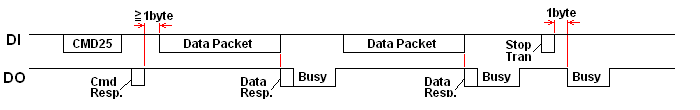 ≥
1byte
1byte
DI
CMD25
Data Packet
Data Packet
Stop
Tran
DO
Cmd
Resp.
Data
Resp.
Busy
Data
Resp.
Busy
Busy